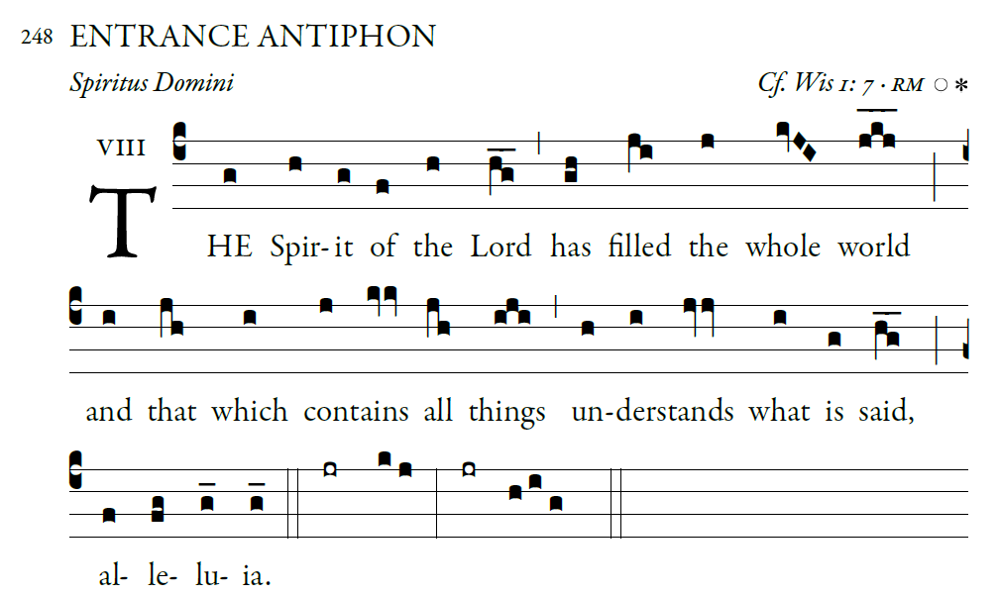 248 ENTRANCE ANTIPHON
Spiritus Domini Cf. Wis 1: 7 · RM ○ *
VIII
THE Spir-it of the Lord has filled the whole world
and that which contains all things un-derstands what is said,
al- le- lu- ia.